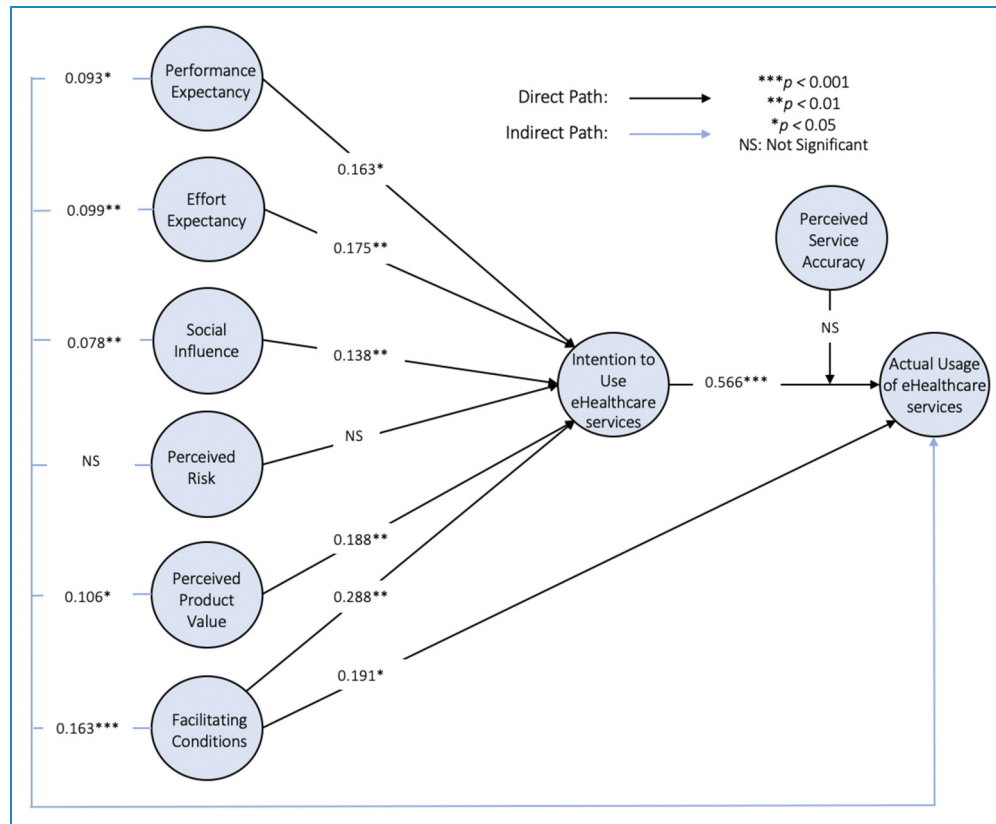 0.093*
Performance
Expectancy
Direct Path:
Indirect Path:
***p < 0.001
**p < 0.01
*p < 0.05
NS: Not Significant
0.163*
0.099**
Effort
Expectancy
0.175**
Perceived
Service
Accuracy
NS
0.078**
Social
Influence
0.138**
Intention to
Use
eHealthcare
services
0.566***
Actual Usage
of eHealthcare
services
NS
Perceived
Risk
NS
0.106*
Perceived
Product
Value
0.188**
0.288**
0.191*
0.163***
Facilitating
Conditions